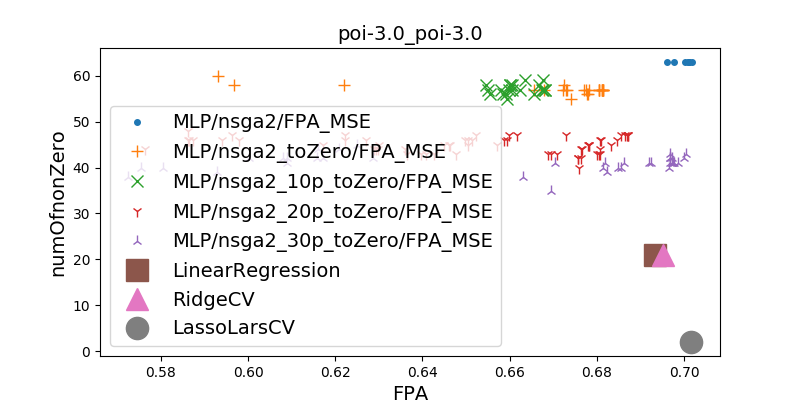 poi-3.0_poi-3.0
numOfnonZero
60
50
40
30
20
10
0
MLP/nsga2/FPA_MSE
MLP/nsga2_toZero/FPA_MSE
MLP/nsga2_10p_toZero/FPA_MSE
MLP/nsga2_20p_toZero/FPA_MSE
MLP/nsga2_30p_toZero/FPA_MSE
LinearRegression
RidgeCV
LassoLarsCV
0.58 0.60 0.62 0.64 0.66 0.68 0.70
FPA